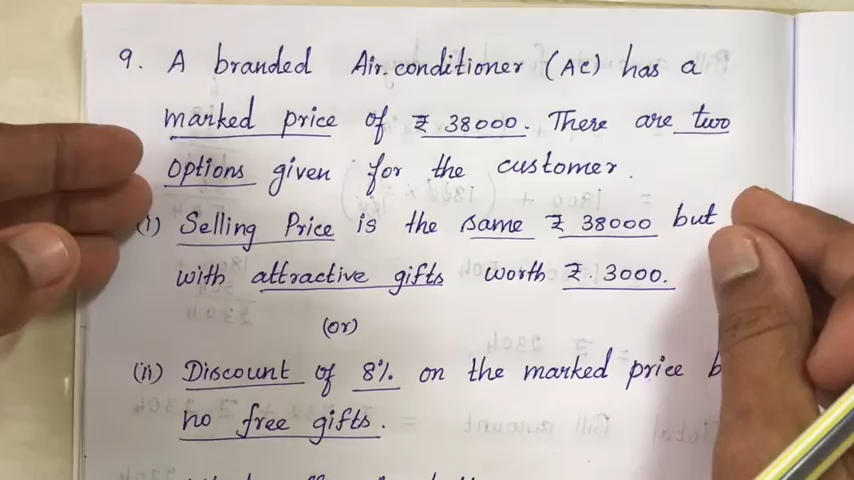 9. A branded Air.conditioner (AC) has a
marked price of ₹ 38000. There are two
options given for the customer.
(i) Selling Price is the same ₹ 38000 but
with attractive gifts worth ₹. 3000.
(or)
(ii) Discount of 8% on the marked price
no free gifts.